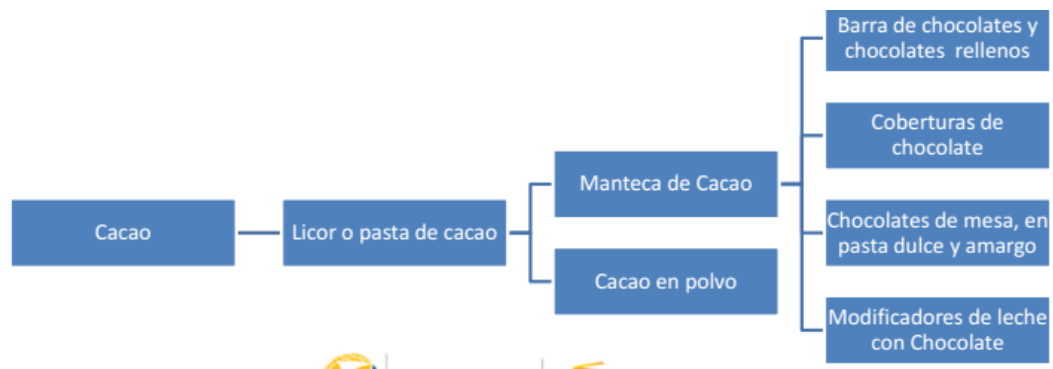 Cacao
Licor o pasta de cacao
Manteca de Cacao
Cacao en polvo
Barra de chocolates y
chocolates rellenos
Coberturas de
chocolate
Chocolates de mesa, en
pasta dulce y amargo
Modificadores de leche
con Chocolate